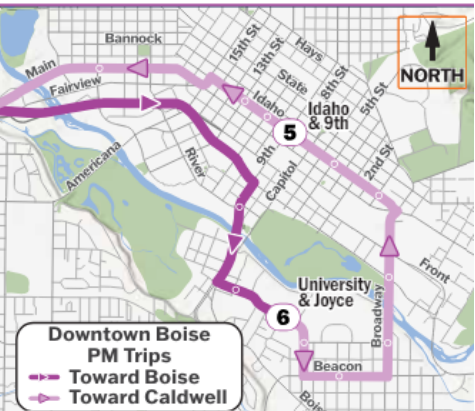 Bannock
15th St
13th St
Hays
State
8th St
5th St
NORTH
Main
Fairview
Idaho
Idaho
& 9th
5
9th
2nd St
Americana
River
Capitol
Front
University
& Joyce
6
Broadway
Beacon
Bois
Downtown Boise
PM Trips
Toward Boise
Toward Caldwell